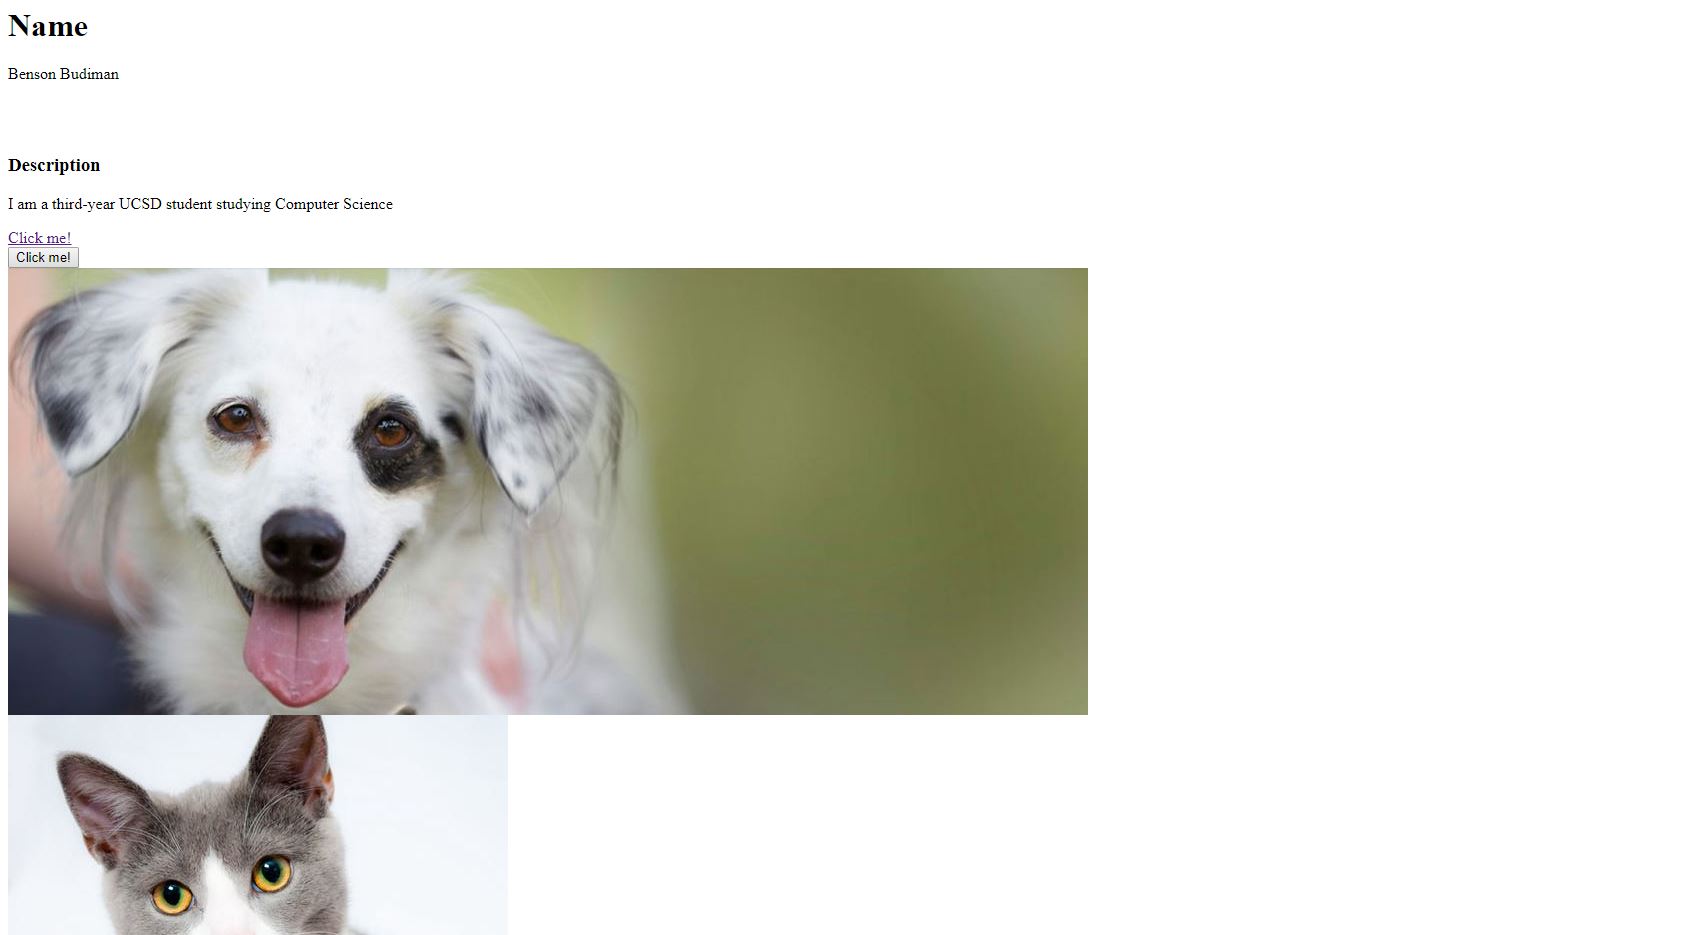 Name
Benson Budiman
Description
I am a third-year UCSD student studying Computer Science
Click me!
Click me!